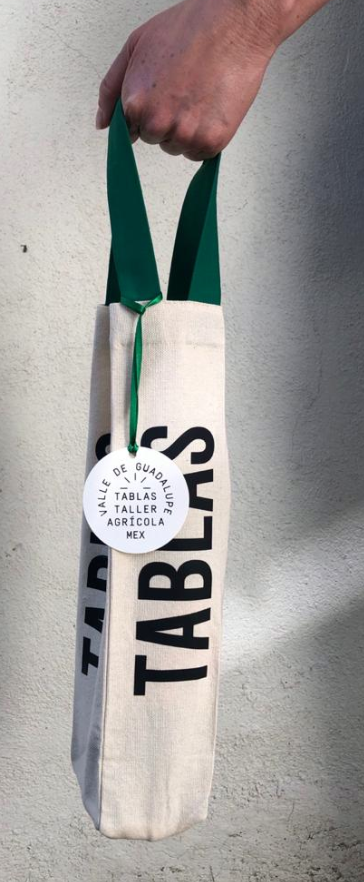 VALLE DE GUADALUPE
TABLAS
TALLER
AGRÍCOLA
MEX
TABLAS
TABLAS